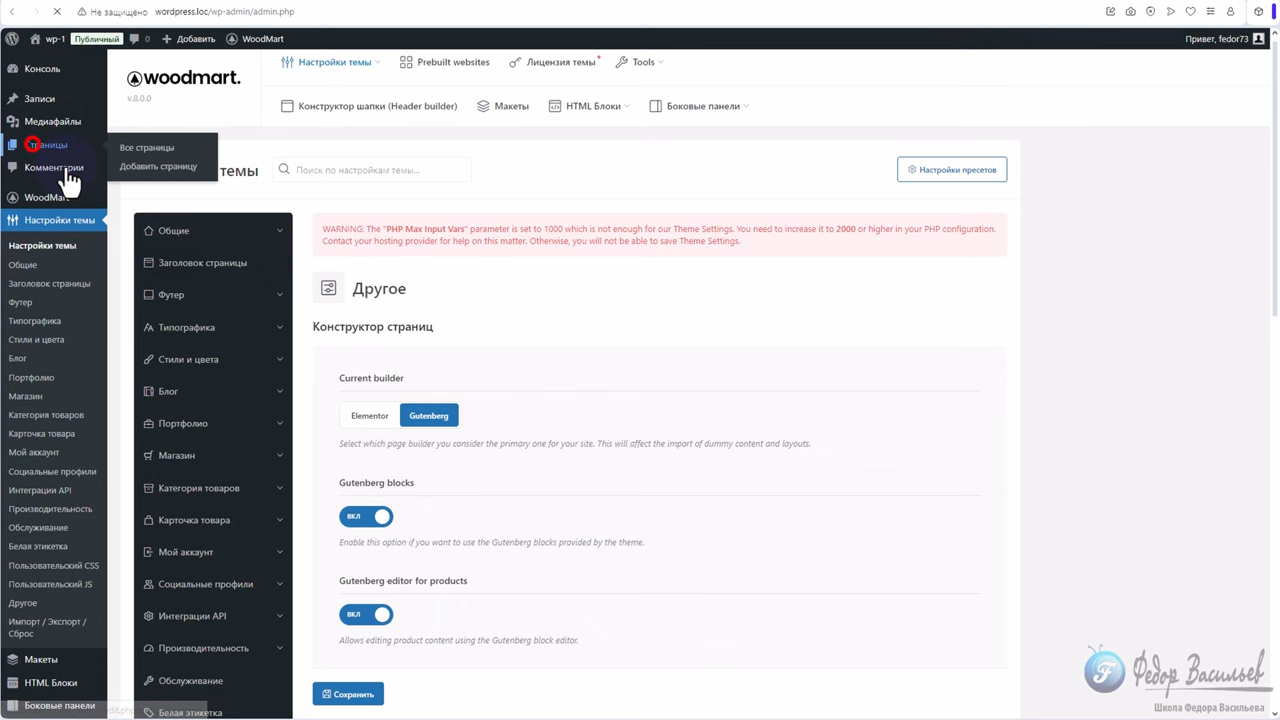 Не защищено wordpress.loc/wp-admin/admin.php
wp-1 Публичный 0 Добавить WoodMart Привет, fedor73
Консоль
Записи
Медиафайлы
Комментарии
WoodMart
Настройки темы
Настройки темы
Общие
Заголовок страницы
Футер
Типографика
Стили и цвета
Блог
Портфолио
Магазин
Категория товаров
Карточка товара
Мой аккаунт
Социальные профили
Интеграции API
Производительность
Обслуживание
Белая этикетка
Пользовательский CSS
Пользовательский JS
Другое
Импорт / Экспорт /
Сброс
Макеты
HTML Блоки
Боковые панели
Все страницы
Добавить страницу
woodmart.
v.8.0.0
Настройки темы Prebuilt websites Лицензия темы* Tools
Конструктор шапки (Header builder) Макеты HTML Блоки Боковые панели
темы Поиск по настройкам темы... Настройки пресетов
Общие
Заголовок страницы
Футер
Типографика
Стили и цвета
Блог
Портфолио
Магазин
Категория товаров
Карточка товара
Мой аккаунт
Социальные профили
Интеграции API
Производительность
Обслуживание
Белая этикетка
WARNING: The "PHP Max Input Vars" parameter is set to 1000 which is not enough for our Theme Settings. You need to increase it to 2000 or higher in your PHP configuration.
Contact your hosting provider for help on this matter. Otherwise, you will not be able to save Theme Settings.
Другое
Конструктор страниц
Current builder
Elementor Gutenberg
Select which page builder you consider the primary one for your site. This will affect the import of dummy content and layouts.
Gutenberg blocks
ВКЛ
Enable this option if you want to use the Gutenberg blocks provided by the theme.
Gutenberg editor for products
ВКЛ
Allows editing product content using the Gutenberg block editor.
Сохранить
Федор Васильев
Школа Федора Васильева